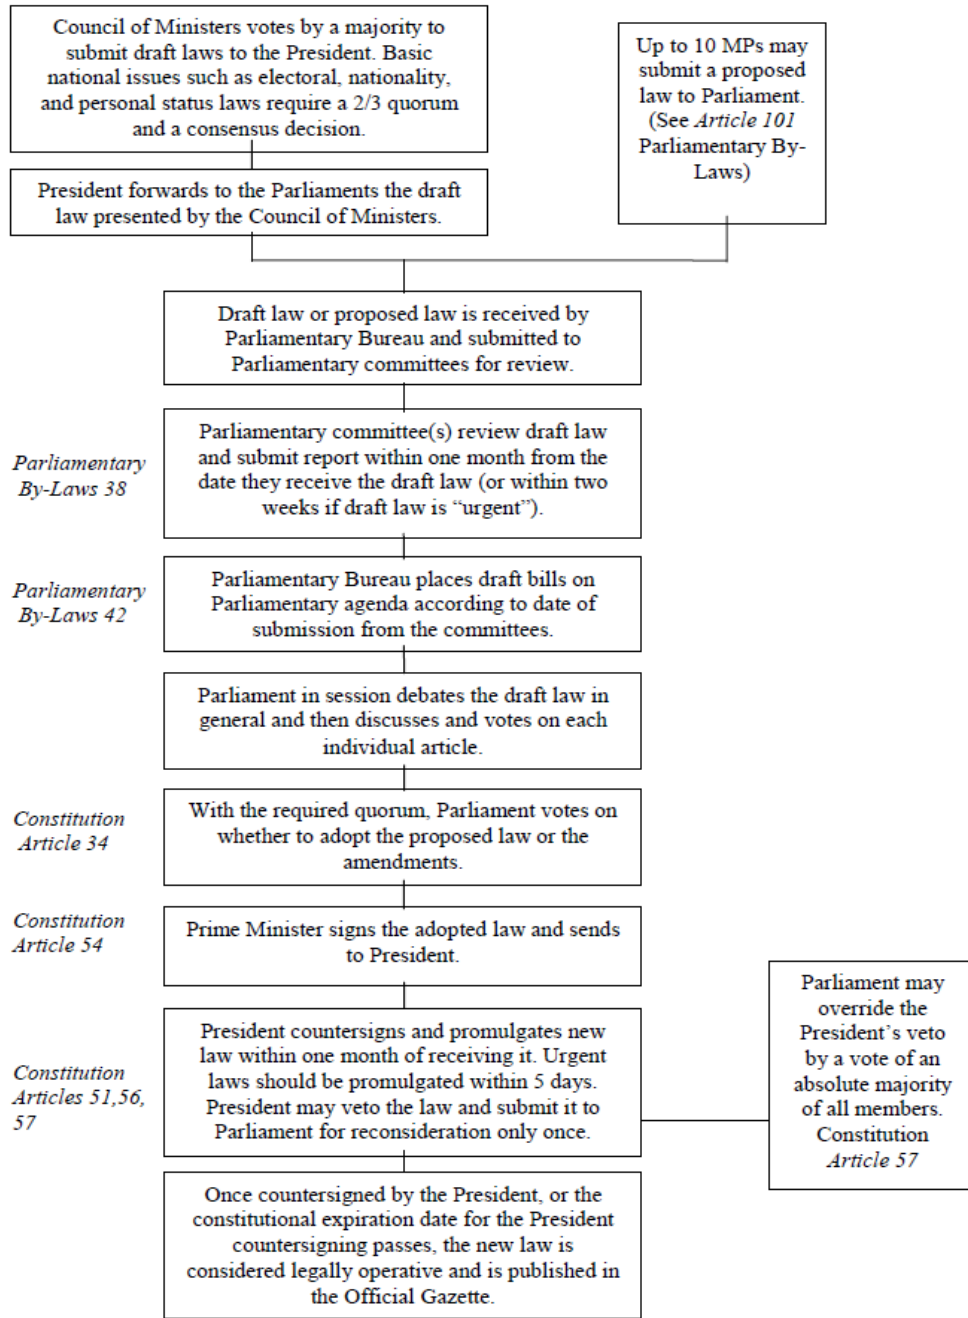 Council of Ministers votes by a majority to
submit draft laws to the President. Basic
national issues such as electoral, nationality,
and personal status laws require a 2/3 quorum
and a consensus decision.
Up to 10 MPs may
submit a proposed
law to Parliament.
(See Article 101
Parliamentary By-
Laws)
President forwards to the Parliaments the draft
law presented by the Council of Ministers.
Draft law or proposed law is received by
Parliamentary Bureau and submitted to
Parliamentary committees for review.
Parliamentary
By-Laws 38
Parliamentary committee(s) review draft law
and submit report within one month from the
date they receive the draft law (or within two
weeks if draft law is “urgent”).
Parliamentary
By-Laws 42
Parliamentary Bureau places draft bills on
Parliamentary agenda according to date of
submission from the committees.
Parliament in session debates the draft law in
general and then discusses and votes on each
individual article.
Constitution
Article 34
With the required quorum, Parliament votes on
whether to adopt the proposed law or the
amendments.
Constitution
Article 54
Prime Minister signs the adopted law and sends
to President.
Constitution
Articles 51,56,
57
President countersigns and promulgates new
law within one month of receiving it. Urgent
laws should be promulgated within 5 days.
President may veto the law and submit it to
Parliament for reconsideration only once.
Parliament may
override the
President’s veto
by a vote of an
absolute majority
of all members.
Constitution
Article 57
Once countersigned by the President, or the
constitutional expiration date for the President
countersigning passes, the new law is
considered legally operative and is published in
the Official Gazette.